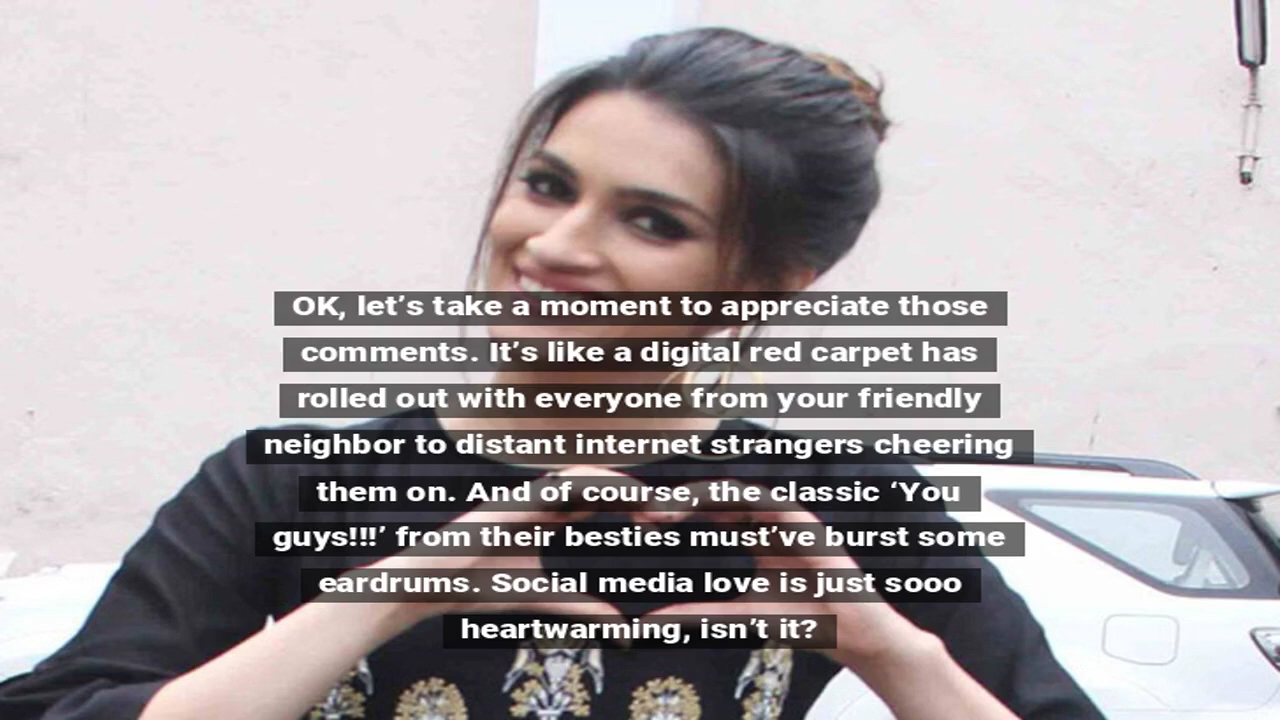 OK, let’s take a moment to appreciate those
comments. It’s like a digital red carpet has
rolled out with everyone from your friendly
neighbor to distant internet strangers cheering
them on. And of course, the classic ‘You
guys!!!’ from their besties must’ve burst some
eardrums. Social media love is just sooo
heartwarming, isn’t it?